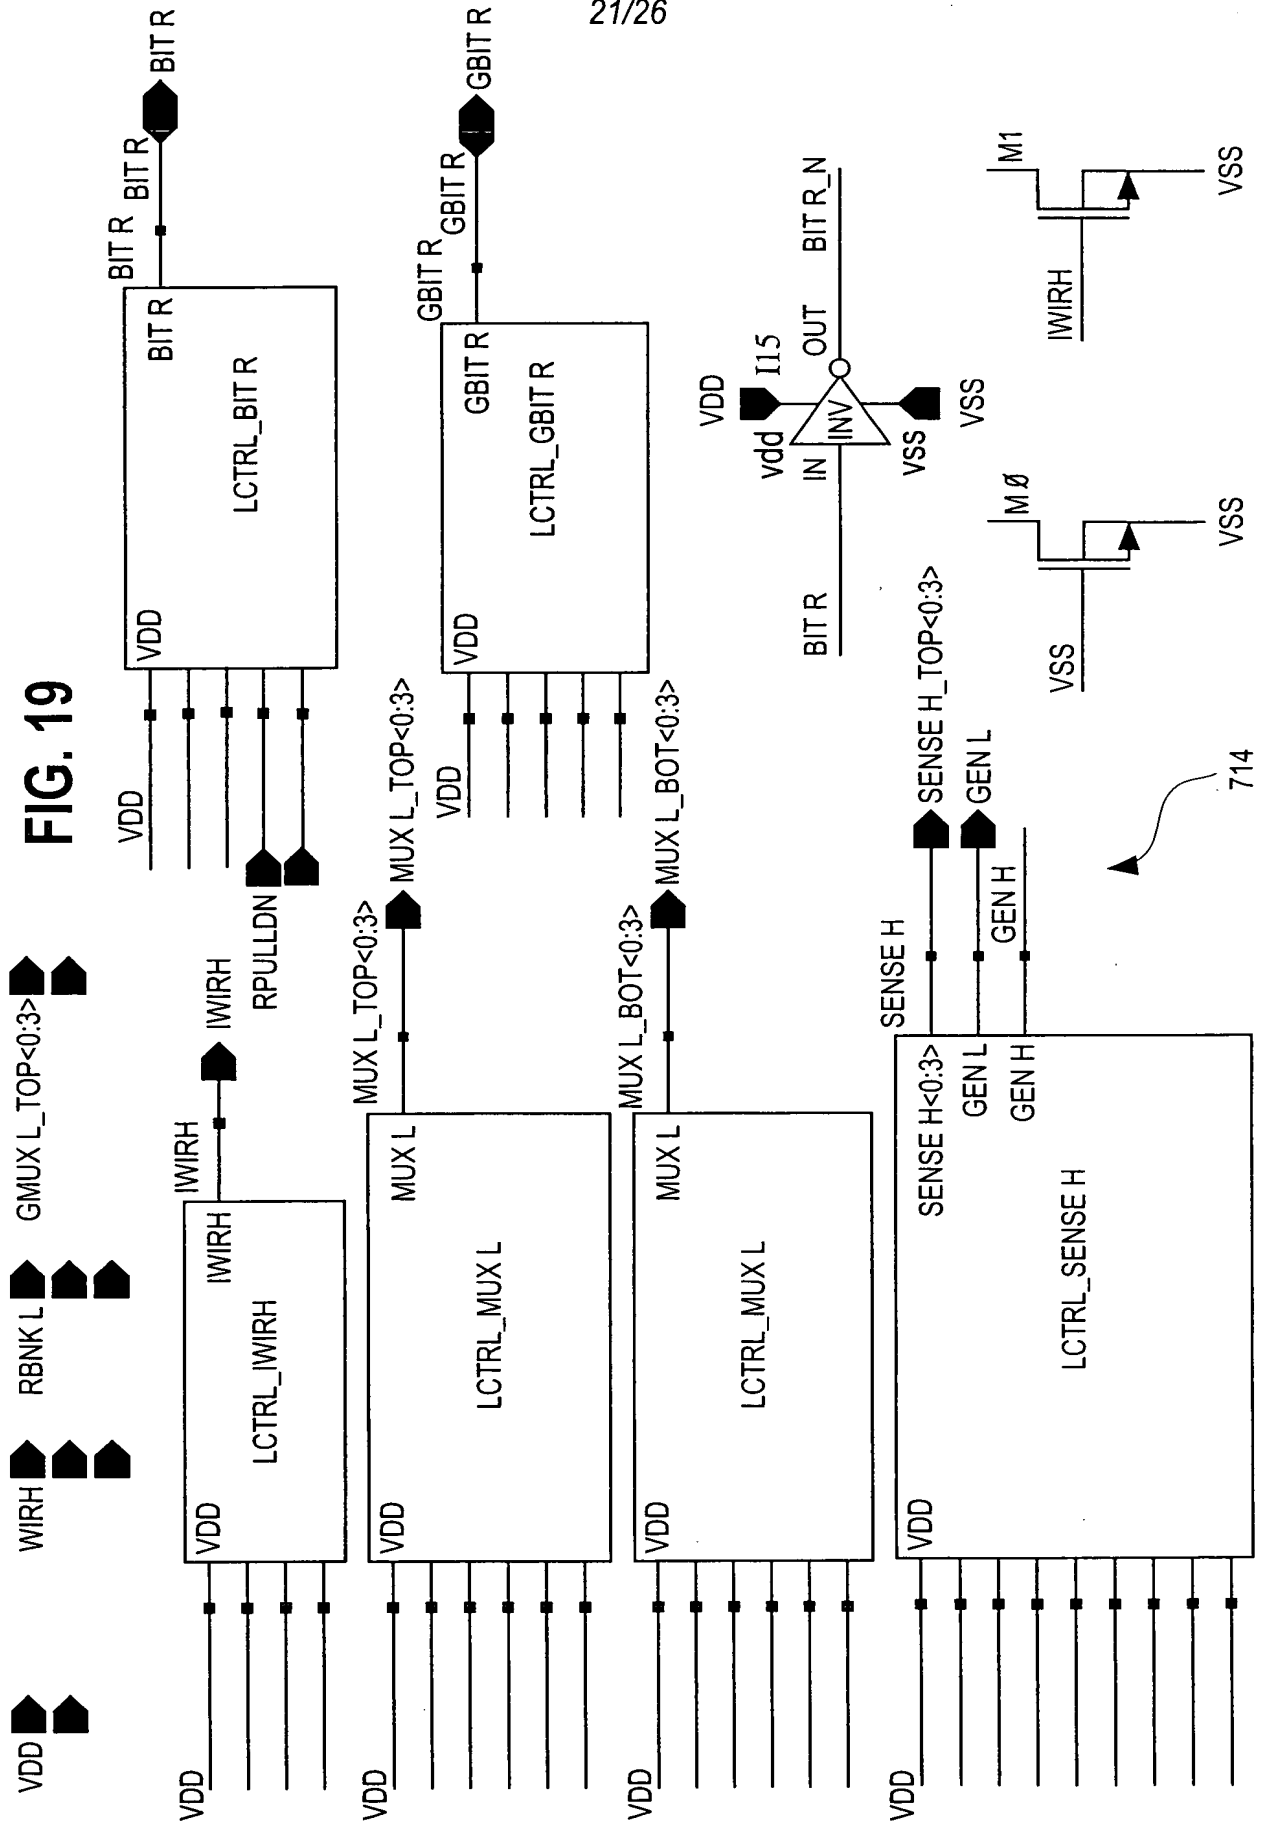 21/26
FIG. 19
VDD
WIRH
RBNK L
GMUX L_TOP<0:3>
VDD
VDD
LCTRL_IWIRH
IWIRH
IWIRH
IWIRH
VDD
RPULLDN
VDD
LCTRL_BIT R
BIT R
BIT R
BIT R
BIT R
VDD
VDD
LCTRL_MUX L
MUX L
MUX L_TOP<0:3>
MUX L_TOP<0:3>
VDD
VDD
LCTRL_GBIT R
GBIT R
GBIT R
GBIT R
GBIT R
VDD
VDD
LCTRL_MUX L
MUX L
MUX L_BOT<0:3>
MUX L_BOT<0:3>
BIT R
IN
INV
OUT
BIT R_N
VDD
vdd
I15
VSS
VSS
VDD
VDD
LCTRL_SENSE H
SENSE H<0:3>
GEN L
GEN H
SENSE H
GEN H
SENSE H_TOP<0:3>
GEN L
714
VSS
MØ
VSS
IWIRH
M1
VSS